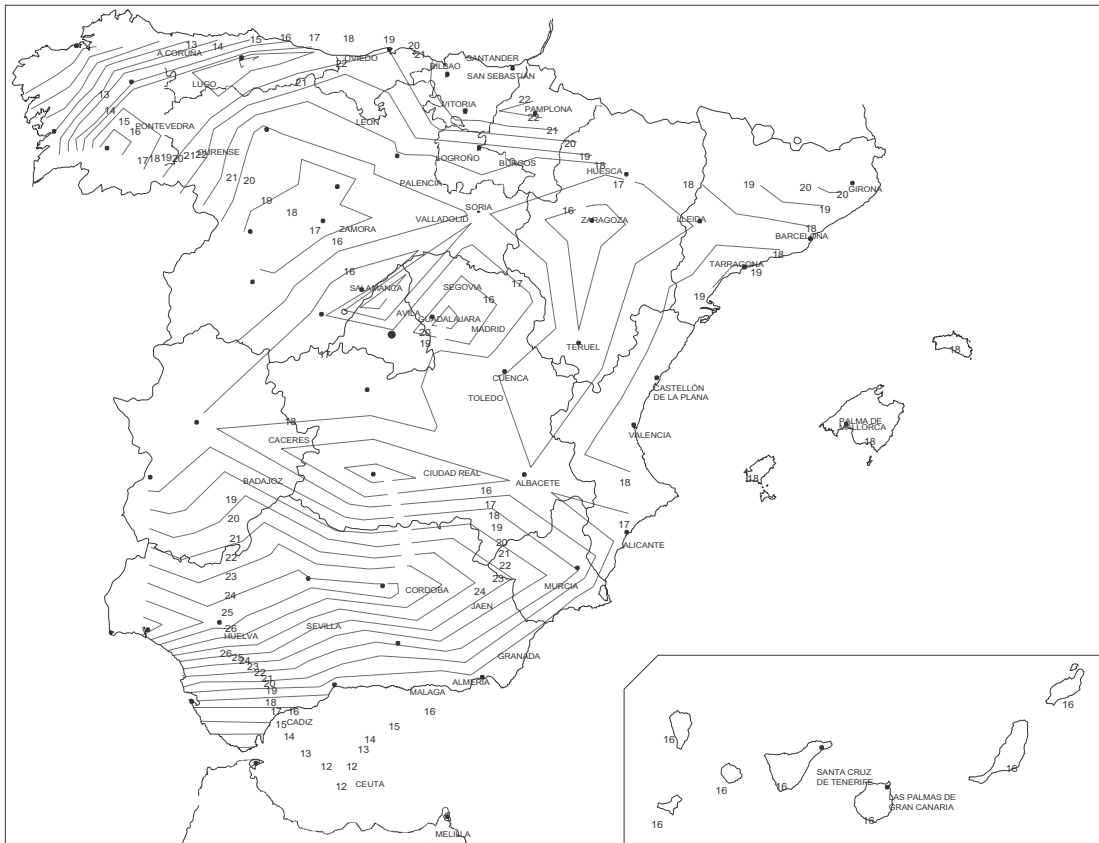 13 14 15 16 17 18 19 20
21
A CORUÑA
OVIEDO
SANTANDER
22
BILBAO
SAN SEBASTIÁN
LUGO
21
13
14
15
16
PONTEVEDRA
VITORIA
22
PAMPLONA
22
LEON
21
20
17 18 19 20 21 22
OURENSE
LOGROÑO
BURGOS
19
18
HUESCA
21
20
PALENCIA
17
18
19
20
20
GIRONA
19
18
SORIA
16
19
VALLADOLID
ZARAGOZA
LLEIDA
17
ZAMORA
18
BARCELONA
16
18
TARRAGONA
19
16
SALAMANCA
SEGOVIA
17
16
19
AVILA
GUADALAJARA
MADRID
20
19
TERUEL
18
17
CUENCA
CASTELLÓN
DE LA PLANA
TOLEDO
18
PALMA DE
MALLORCA
CACERES
VALENCIA
18
BADAJOZ
CIUDAD REAL
ALBACETE
18
18
19
16
17
20
18
17
21
19
ALICANTE
20
22
21
22
23
23
MURCIA
24
CORDOBA
24
25
JAEN
26
HUELVA
SEVILLA
26
25
24
23
22
21
20
19
18
17 16
GRANADA
ALMERIA
MALAGA
16
15
CADIZ
15
14
14
13
13
12 12
12
CEUTA
MELILLA
16
16
16
16
16
16
16
SANTA CRUZ
DE TENERIFE
LAS PALMAS DE
GRAN CANARIA